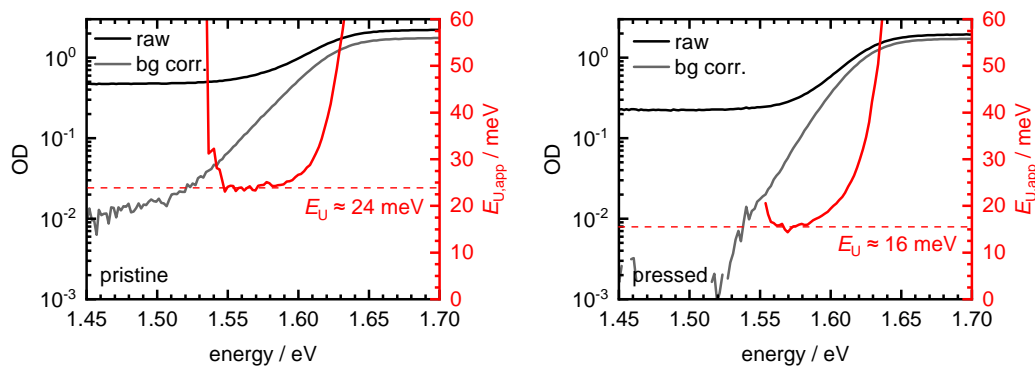 raw
bg corr.
OD
10⁰
10⁻¹
10⁻²
10⁻³
60
50
40
30
20
10
0
E_U,app / meV
E_U ≈ 24 meV
pristine
1.45 1.50 1.55 1.60 1.65 1.70
energy / eV
raw
bg corr.
OD
10⁰
10⁻¹
10⁻²
10⁻³
60
50
40
30
20
10
0
E_U,app / meV
E_U ≈ 16 meV
pressed
1.45 1.50 1.55 1.60 1.65 1.70
energy / eV